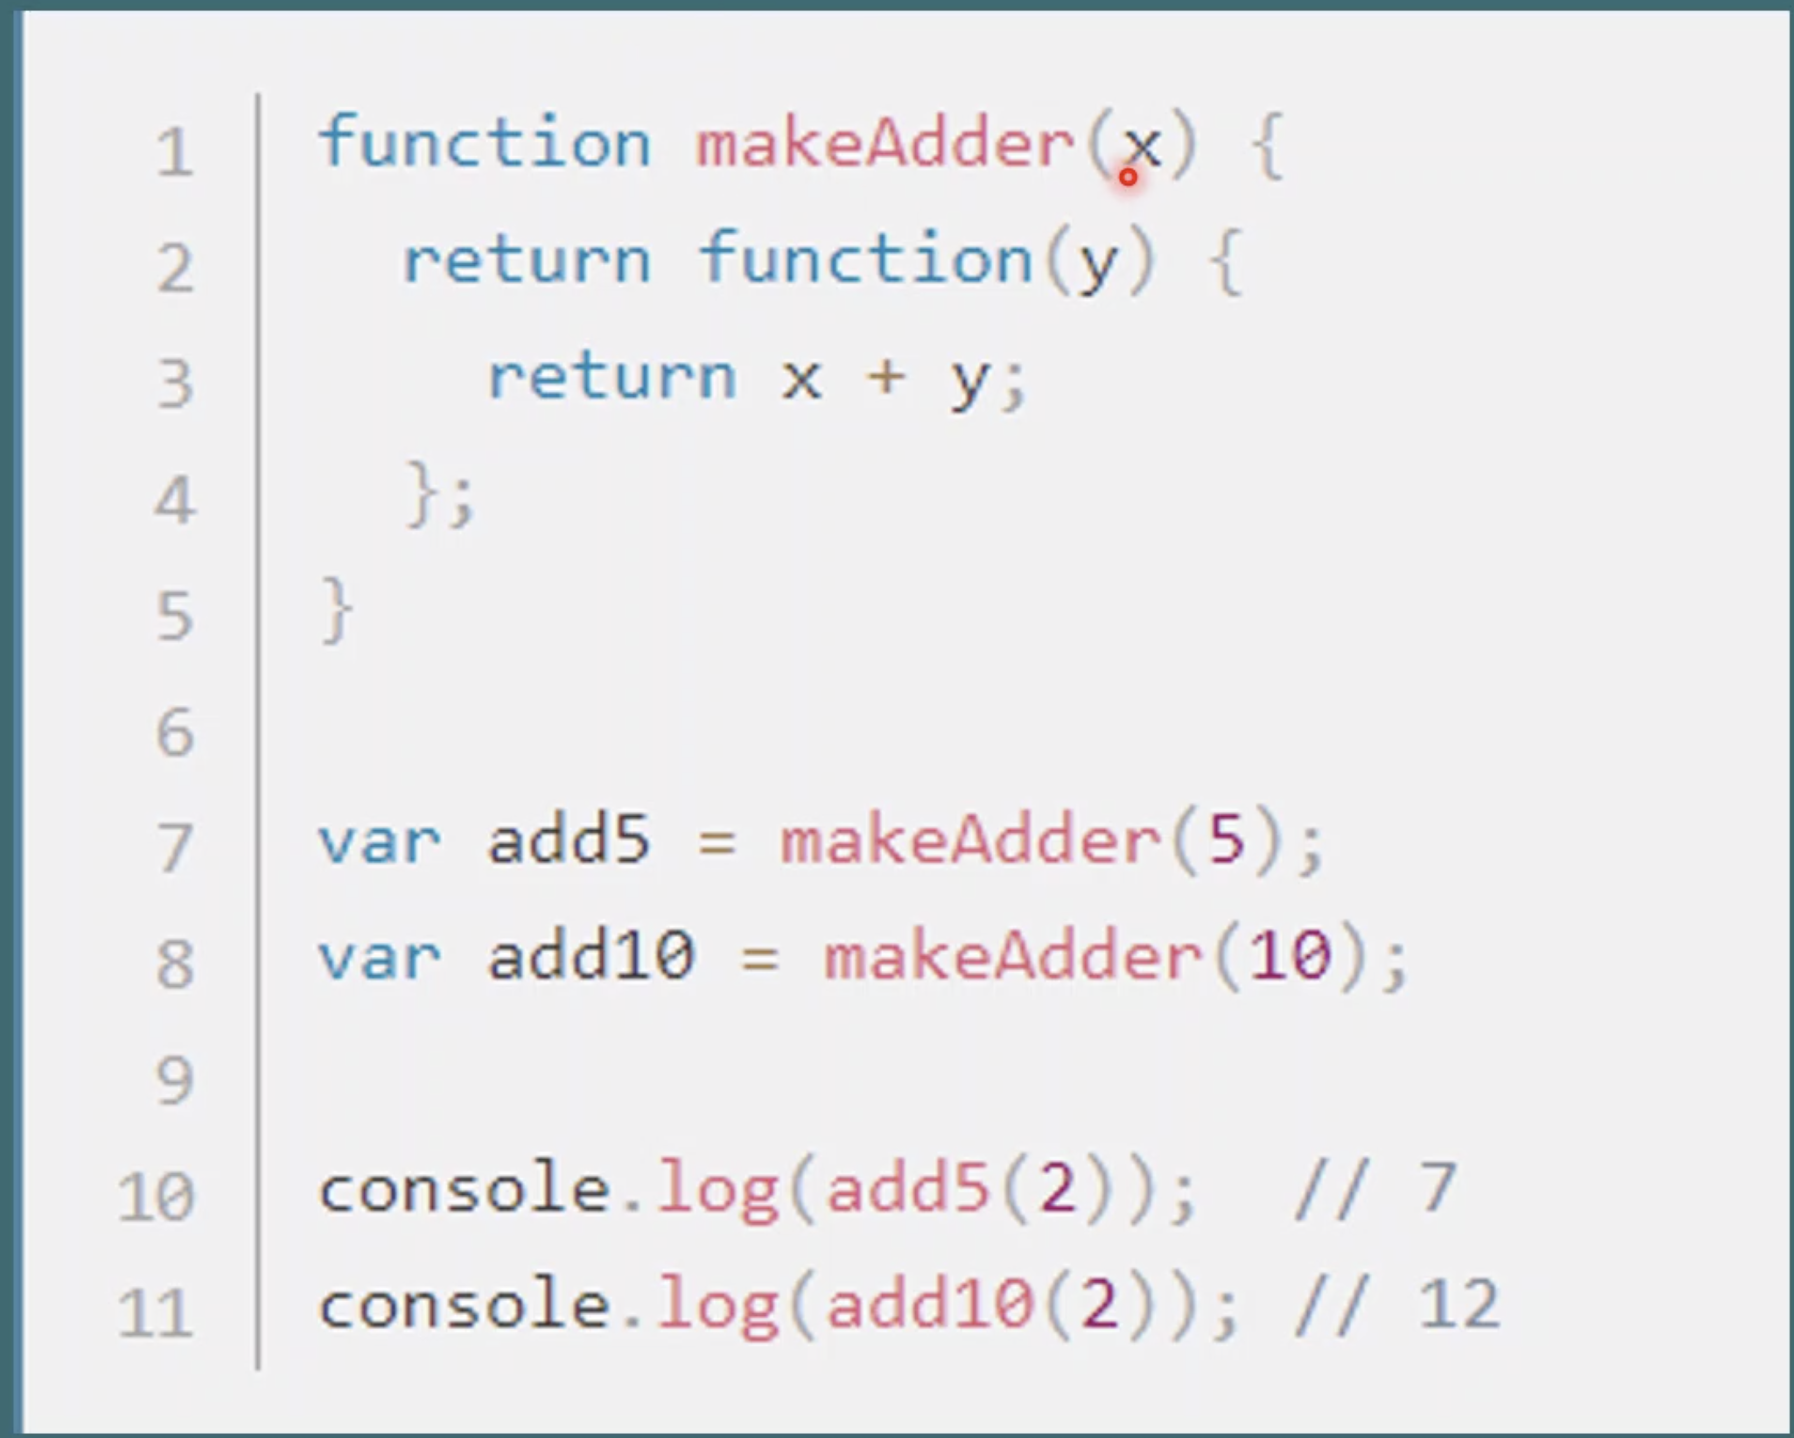 1 function makeAdder(x) {
2   return function(y) {
3     return x + y;
4   };
5 }
6
7 var add5 = makeAdder(5);
8 var add10 = makeAdder(10);
9
10 console.log(add5(2));  // 7
11 console.log(add10(2)); // 12